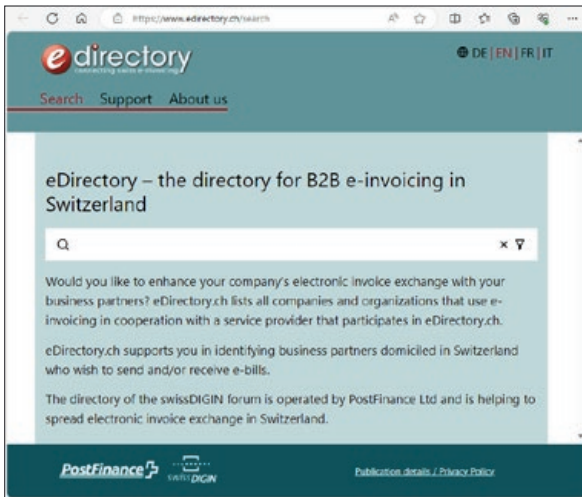 https://www.edirectory.ch/search
edirectory
connecting swiss e-invoicing
DE | EN | FR | IT
Search Support About us
eDirectory – the directory for B2B e-invoicing in
Switzerland
Would you like to enhance your company's electronic invoice exchange with your
business partners? eDirectory.ch lists all companies and organizations that use e-
invoicing in cooperation with a service provider that participates in eDirectory.ch.
eDirectory.ch supports you in identifying business partners domiciled in Switzerland
who wish to send and/or receive e-bills.
The directory of the swissDIGIN forum is operated by PostFinance Ltd and is helping to
spread electronic invoice exchange in Switzerland.
PostFinance swissDIGIN Publication details / Privacy Policy